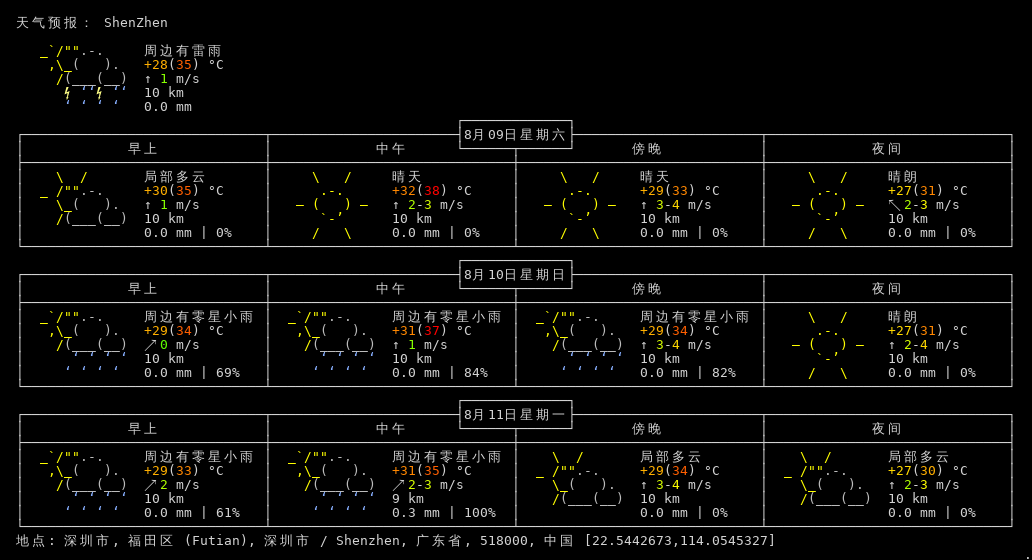 天气预报： ShenZhen
周边有雷雨
+28(35) °C
↑ 1 m/s
10 km
0.0 mm
8月09日星期六
早上 中午 傍晚 夜间
局部多云 晴天 晴天 晴朗
+30(35) °C +32(38) °C +29(33) °C +27(31) °C
↑ 1 m/s ↑ 2-3 m/s ↑ 3-4 m/s ↖ 2-3 m/s
10 km 10 km 10 km 10 km
0.0 mm | 0% 0.0 mm | 0% 0.0 mm | 0% 0.0 mm | 0%
8月10日星期日
早上 中午 傍晚 夜间
周边有零星小雨 周边有零星小雨 周边有零星小雨 晴朗
+29(34) °C +31(37) °C +29(34) °C +27(31) °C
↗ 0 m/s ↑ 1 m/s ↑ 3-4 m/s ↑ 2-4 m/s
10 km 10 km 10 km 10 km
0.0 mm | 69% 0.0 mm | 84% 0.0 mm | 82% 0.0 mm | 0%
8月11日星期一
早上 中午 傍晚 夜间
周边有零星小雨 周边有零星小雨 局部多云 局部多云
+29(33) °C +31(35) °C +29(34) °C +27(30) °C
↗ 2 m/s ↗ 2-3 m/s ↑ 3-4 m/s ↑ 2-3 m/s
10 km 9 km 10 km 10 km
0.0 mm | 61% 0.3 mm | 100% 0.0 mm | 0% 0.0 mm | 0%
地点: 深圳市, 福田区 (Futian), 深圳市 / Shenzhen, 广东省, 518000, 中国 [22.5442673,114.0545327]